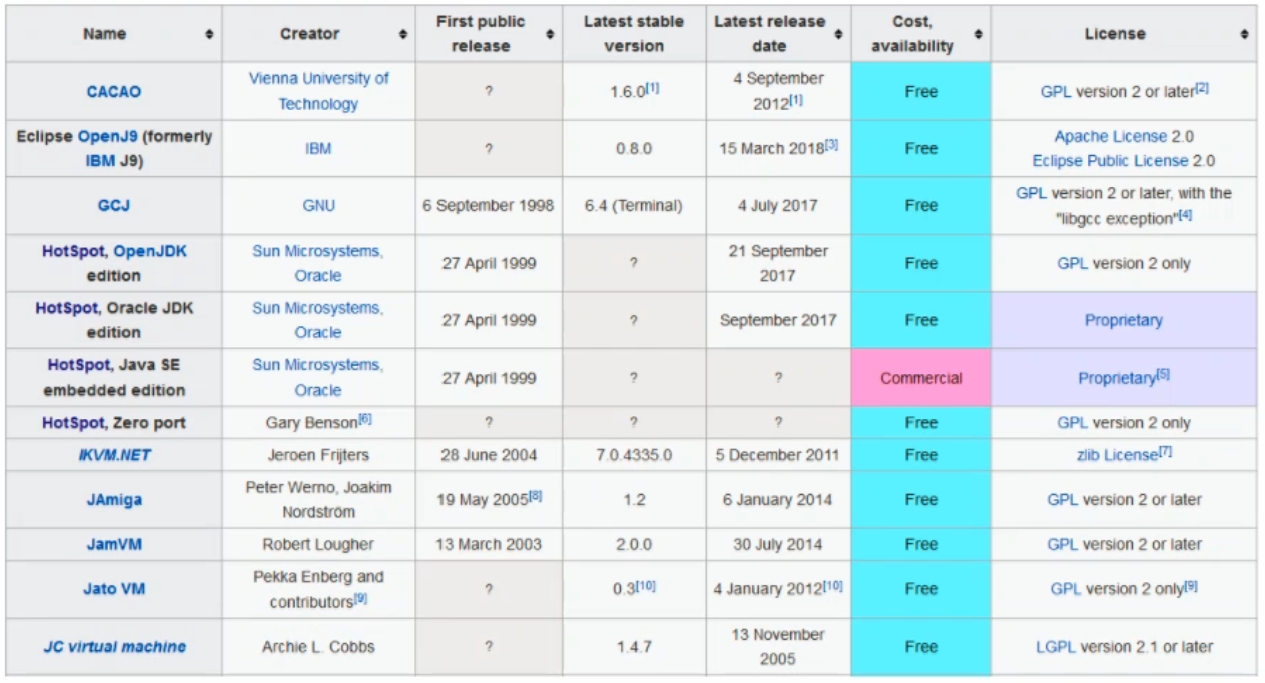 Name Creator First public release Latest stable version Latest release date Cost, availability License
CACAO Vienna University of Technology ? 1.6.0[1] 4 September 2012[1] Free GPL version 2 or later[2]
Eclipse OpenJ9 (formerly IBM J9) IBM ? 0.8.0 15 March 2018[3] Free Apache License 2.0 Eclipse Public License 2.0
GCJ GNU 6 September 1998 6.4 (Terminal) 4 July 2017 Free GPL version 2 or later, with the "libgcc exception"[4]
HotSpot, OpenJDK edition Sun Microsystems, Oracle 27 April 1999 ? 21 September 2017 Free GPL version 2 only
HotSpot, Oracle JDK edition Sun Microsystems, Oracle 27 April 1999 ? September 2017 Free Proprietary
HotSpot, Java SE embedded edition Sun Microsystems, Oracle 27 April 1999 ? ? Commercial Proprietary[5]
HotSpot, Zero port Gary Benson[6] ? ? ? Free GPL version 2 only
IKVM.NET Jeroen Frijters 28 June 2004 7.0.4335.0 5 December 2011 Free zlib License[7]
JAmiga Peter Werno, Joakim Nordström 19 May 2005[8] 1.2 6 January 2014 Free GPL version 2 or later
JamVM Robert Lougher 13 March 2003 2.0.0 30 July 2014 Free GPL version 2 or later
Jato VM Pekka Enberg and contributors[9] ? 0.3[10] 4 January 2012[10] Free GPL version 2 only[9]
JC virtual machine Archie L. Cobbs ? 1.4.7 13 November 2005 Free LGPL version 2.1 or later